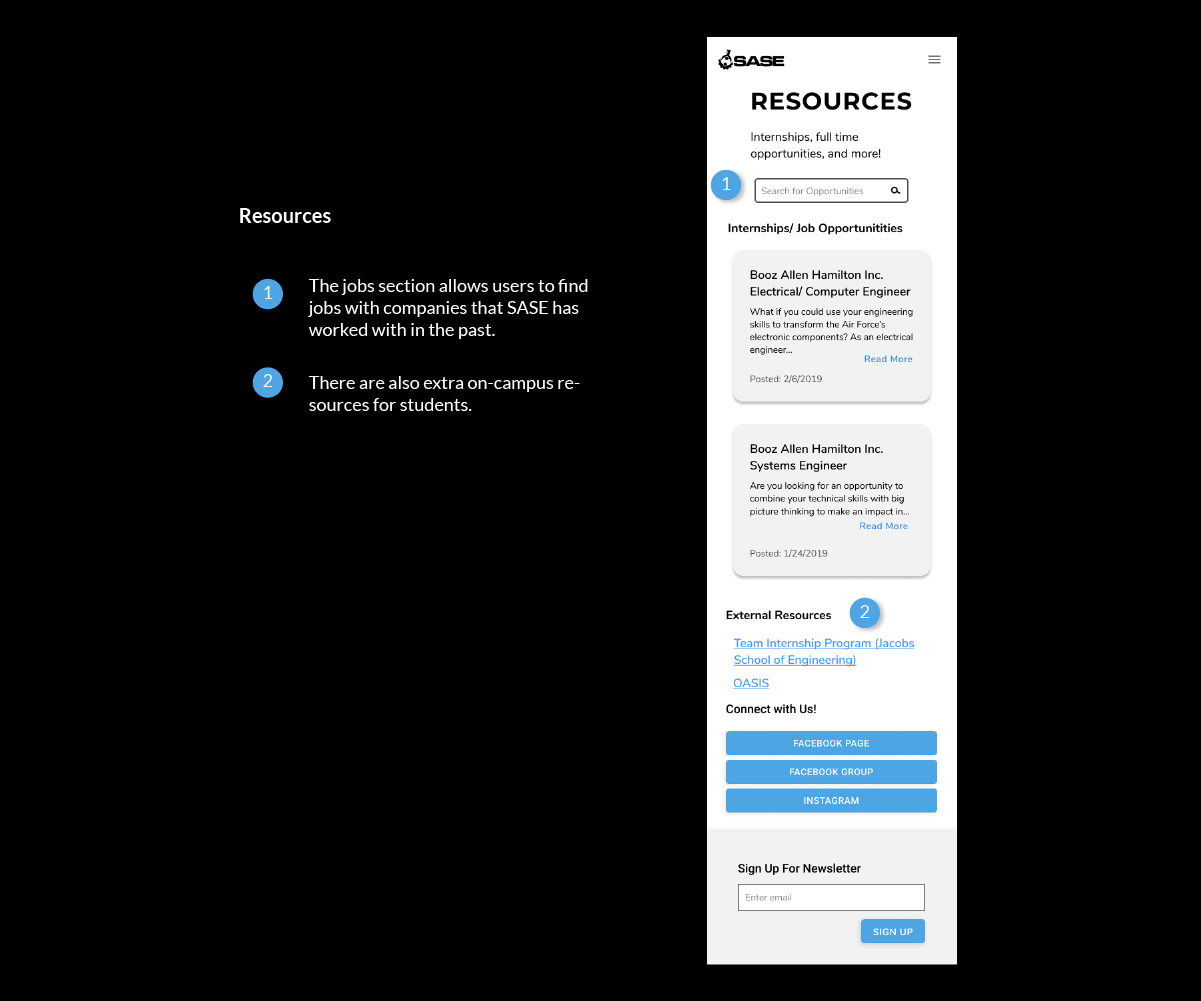 Resources
1
The jobs section allows users to find
jobs with companies that SASE has
worked with in the past.
2
There are also extra on-campus re-
sources for students.
SASE
RESOURCES
Internships, full time
opportunities, and more!
1
Search for Opportunities
Internships/ Job Opportunitities
Booz Allen Hamilton Inc.
Electrical/ Computer Engineer
What if you could use your engineering
skills to transform the Air Force's
electronic components? As an electrical
engineer...
Read More
Posted: 2/6/2019
Booz Allen Hamilton Inc.
Systems Engineer
Are you looking for an opportunity to
combine your technical skills with big
picture thinking to make an impact in...
Read More
Posted: 1/24/2019
External Resources
2
Team Internship Program (Jacobs
School of Engineering)
OASIS
Connect with Us!
FACEBOOK PAGE
FACEBOOK GROUP
INSTAGRAM
Sign Up For Newsletter
Enter email
SIGN UP